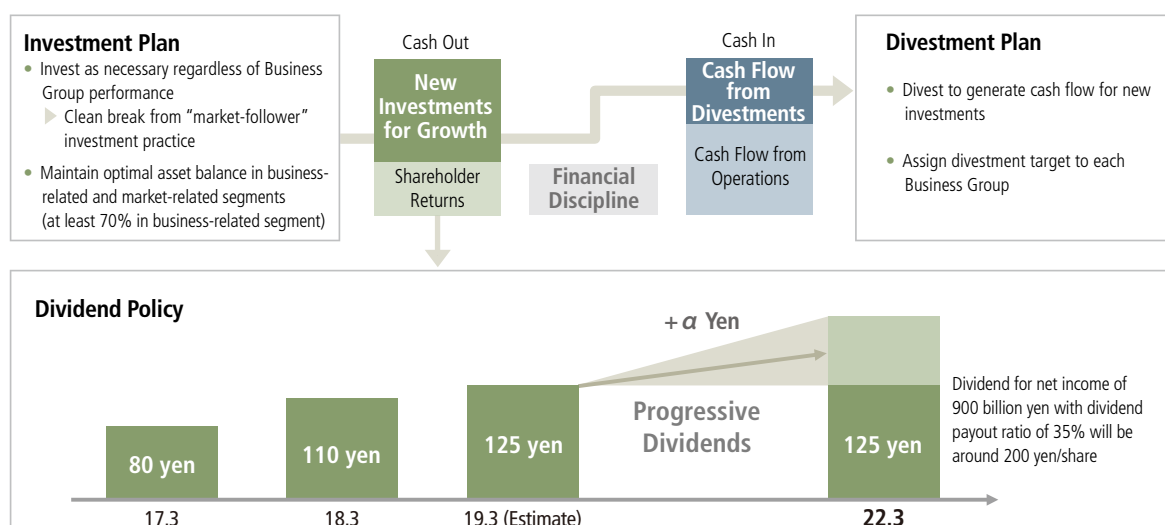 Investment Plan
• Invest as necessary regardless of Business
Group performance
Clean break from “market-follower”
investment practice
• Maintain optimal asset balance in business-
related and market-related segments
(at least 70% in business-related segment)
Cash Out
New
Investments
for Growth
Shareholder
Returns
Financial
Discipline
Cash In
Cash Flow
from
Divestments
Cash Flow from
Operations
Divestment Plan
• Divest to generate cash flow for new
investments
• Assign divestment target to each
Business Group
Dividend Policy
+α Yen
Progressive
Dividends
80 yen
110 yen
125 yen
125 yen
Dividend for net income of
900 billion yen with dividend
payout ratio of 35% will be
around 200 yen/share
17.3
18.3
19.3 (Estimate)
22.3